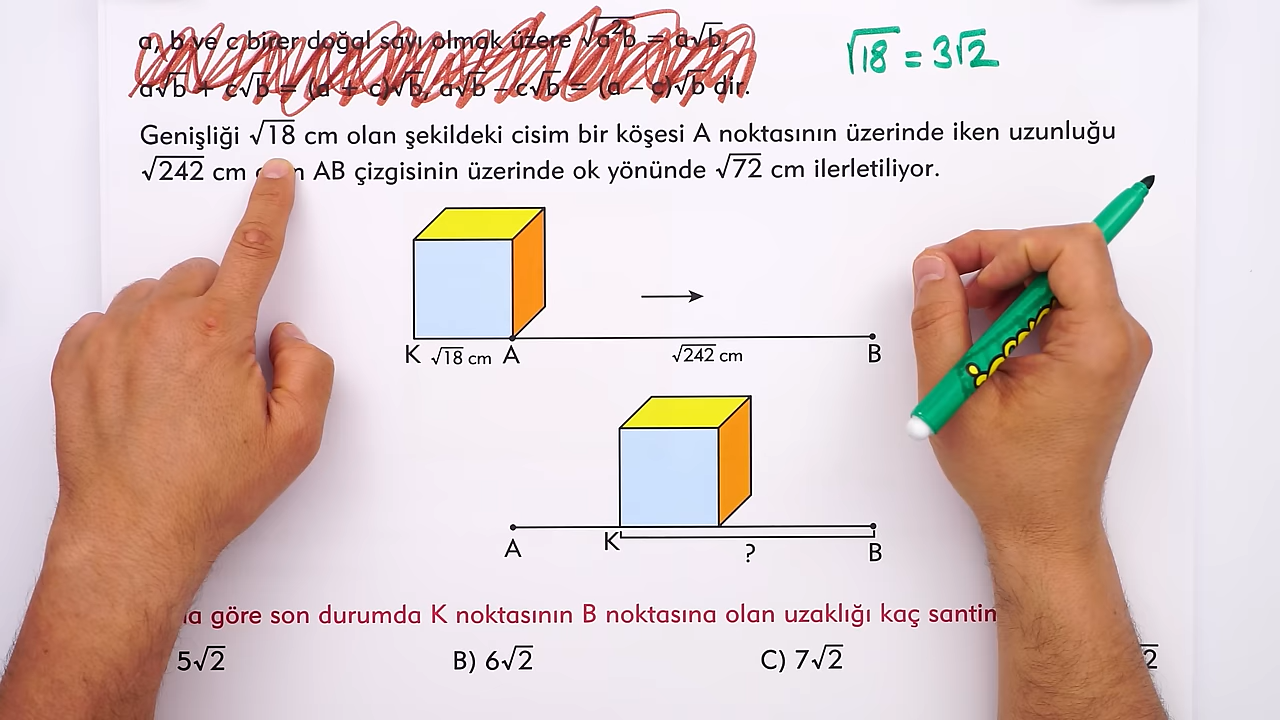 a, b ve c birer doğal sayı olmak üzere √a²b = a√b,
a√b + c√b = (a + c)√b, a√b – c√b = (a – c)√b dir.
√18 = 3√2
Genişliği √18 cm olan şekildeki cisim bir köşesi A noktasının üzerinde iken uzunluğu
√242 cm AB çizgisinin üzerinde ok yönünde √72 cm ilerletiliyor.
K √18 cm A √242 cm B
A K ? B
göre son durumda K noktasının B noktasına olan uzaklığı kaç
5√2 B) 6√2 C) 7√2